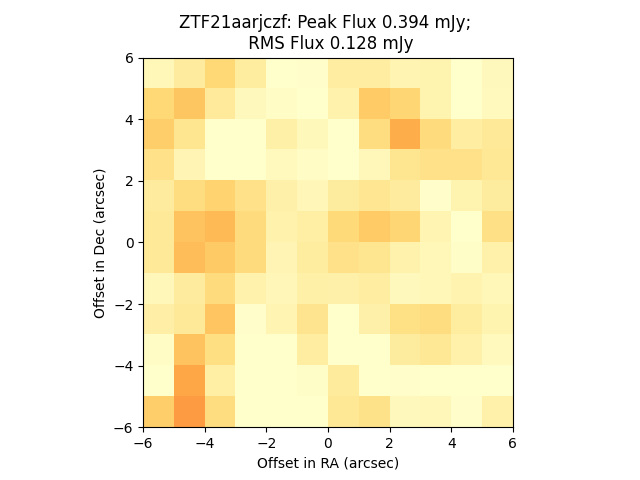 ZTF21aarjczf: Peak Flux 0.394 mJy;
RMS Flux 0.128 mJy
6
4
2
0
−2
−4
−6
Offset in Dec (arcsec)
−6 −4 −2 0 2 4 6
Offset in RA (arcsec)